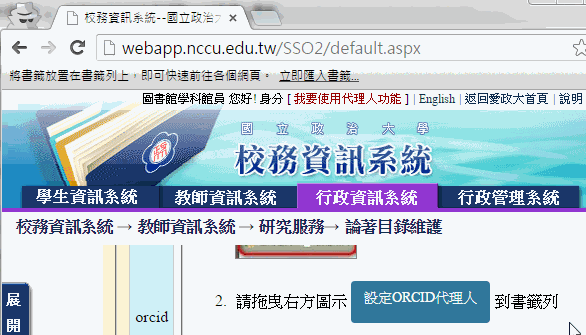 校務資訊系統--國立政治大
webapp.nccu.edu.tw/SSO2/default.aspx
將書籤放置在書籤列上，即可快速前往各個網頁。 立即匯入書籤...
圖書館學科館員 您好! 身分 [ 我要使用代理人功能 ] | English | 返回愛政大首頁 | 說明
國立政治大學
校務資訊系統
學生資訊系統 教師資訊系統 行政資訊系統 行政管理系統
校務資訊系統 → 教師資訊系統 → 研究服務 → 論著目錄維護
2. 請拖曳右方圖示 設定ORCID代理人 到書籤列
展
開
orcid